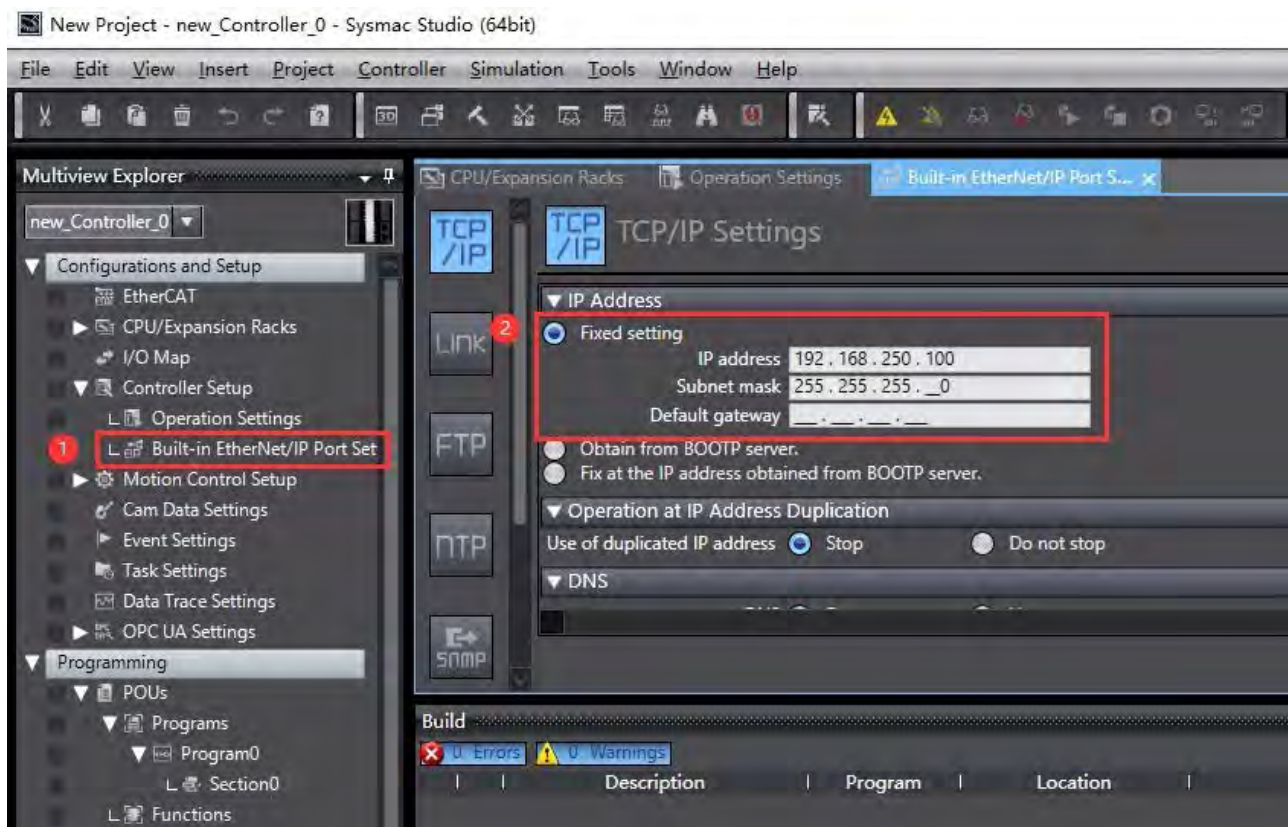 New Project - new_Controller_0 - Sysmac Studio (64bit)
File Edit View Insert Project Controller Simulation Tools Window Help
3D
Multiview Explorer
new_Controller_0
Configurations and Setup
EtherCAT
CPU/Expansion Racks
I/O Map
Controller Setup
Operation Settings
1 Built-in EtherNet/IP Port Set
Motion Control Setup
Cam Data Settings
Event Settings
Task Settings
Data Trace Settings
OPC UA Settings
Programming
POUs
Programs
Program0
Section0
Functions
CPU/Expansion Racks Operation Settings Built-in EtherNet/IP Port S...
TCP/IP
LINK
FTP
NTP
SNMP
TCP/IP TCP/IP Settings
IP Address
2 Fixed setting
IP address 192 . 168 . 250 . 100
Subnet mask 255 . 255 . 255 . _0
Default gateway __ . __ . __ . __
Obtain from BOOTP server.
Fix at the IP address obtained from BOOTP server.
Operation at IP Address Duplication
Use of duplicated IP address Stop Do not stop
DNS
Build
0 Errors 0 Warnings
Description Program Location